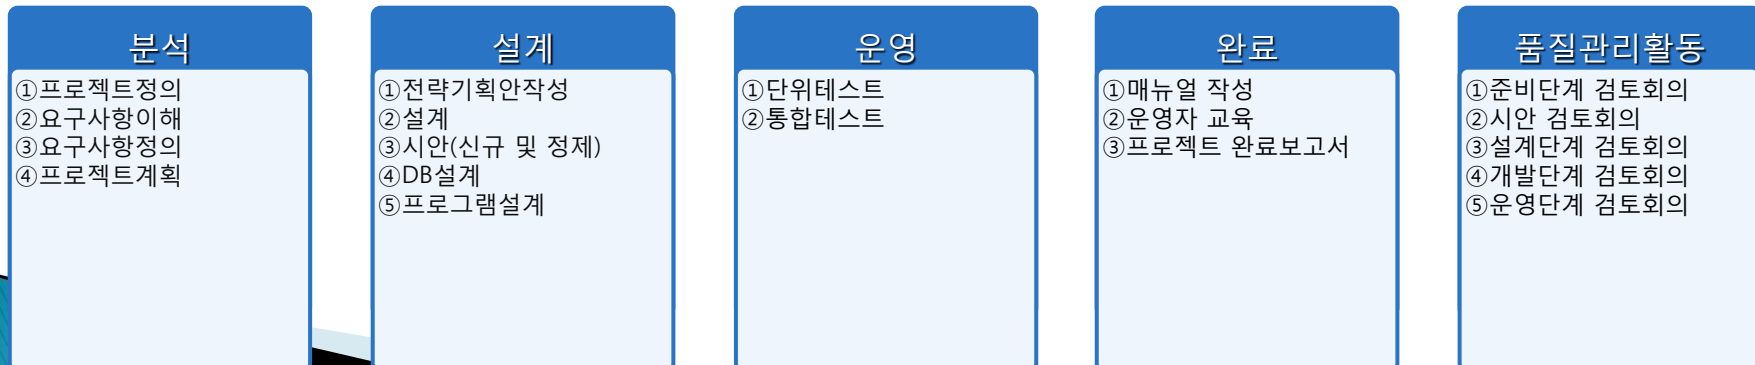 분석
①프로젝트정의
②요구사항이해
③요구사항정의
④프로젝트계획
설계
①전략기획안작성
②설계
③시안(신규 및 정제)
④DB설계
⑤프로그램설계
운영
①단위테스트
②통합테스트
완료
①매뉴얼 작성
②운영자 교육
③프로젝트 완료보고서
품질관리활동
①준비단계 검토회의
②시안 검토회의
③설계단계 검토회의
④개발단계 검토회의
⑤운영단계 검토회의